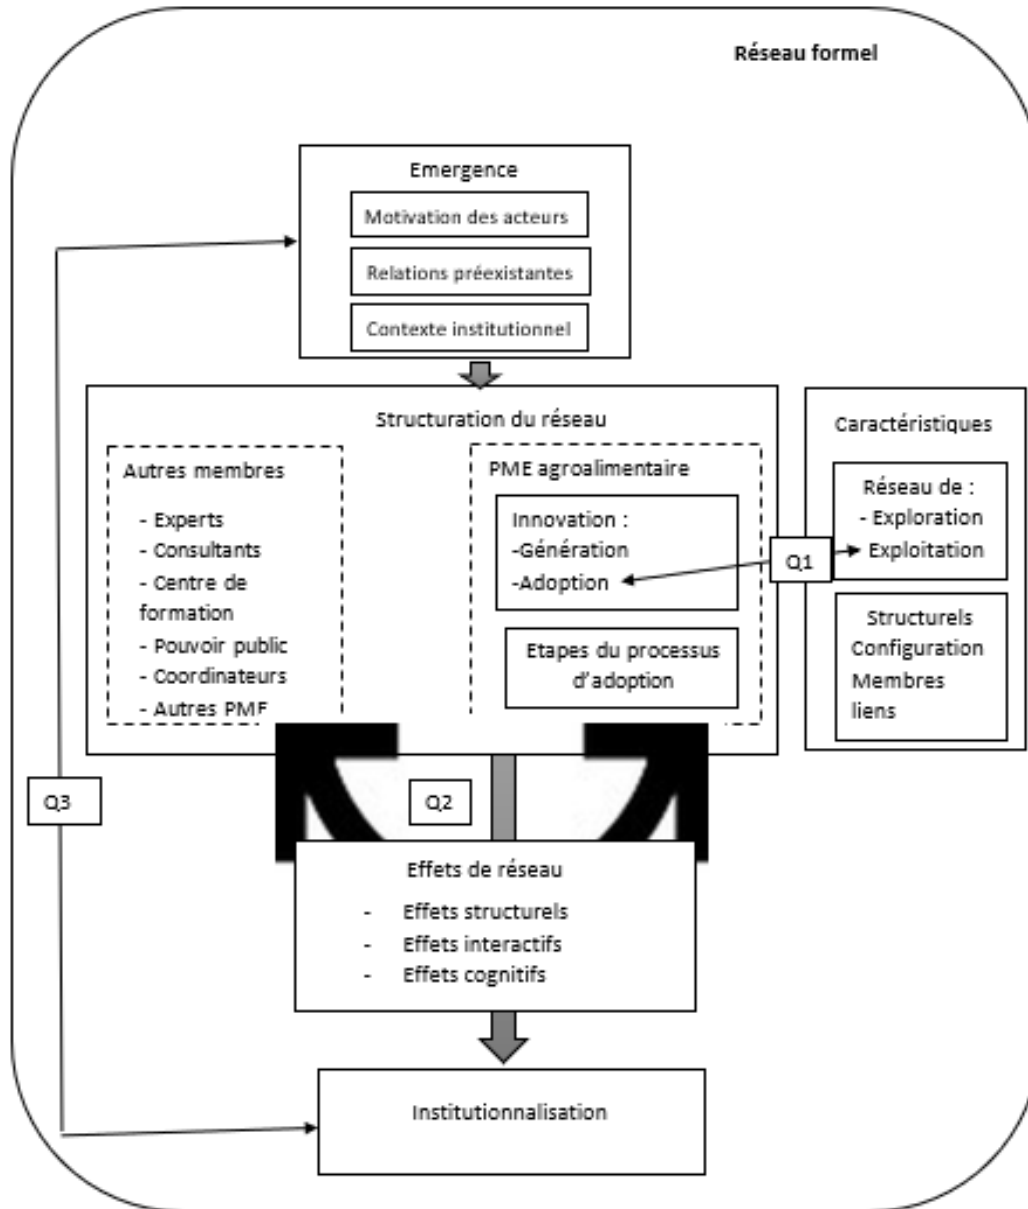 Réseau formel
Emergence
Motivation des acteurs
Relations préexistantes
Contexte institutionnel
Structuration du réseau
Autres membres
- Experts
- Consultants
- Centre de
formation
- Pouvoir public
- Coordinateurs
- Autres PME
PME agroalimentaire
Innovation :
-Génération
-Adoption
Etapes du processus
d’adoption
Q1
Caractéristiques
Réseau de :
- Exploration
Exploitation
Structurels
Configuration
Membres
liens
Q3
Q2
Effets de réseau
- Effets structurels
- Effets interactifs
- Effets cognitifs
Institutionnalisation